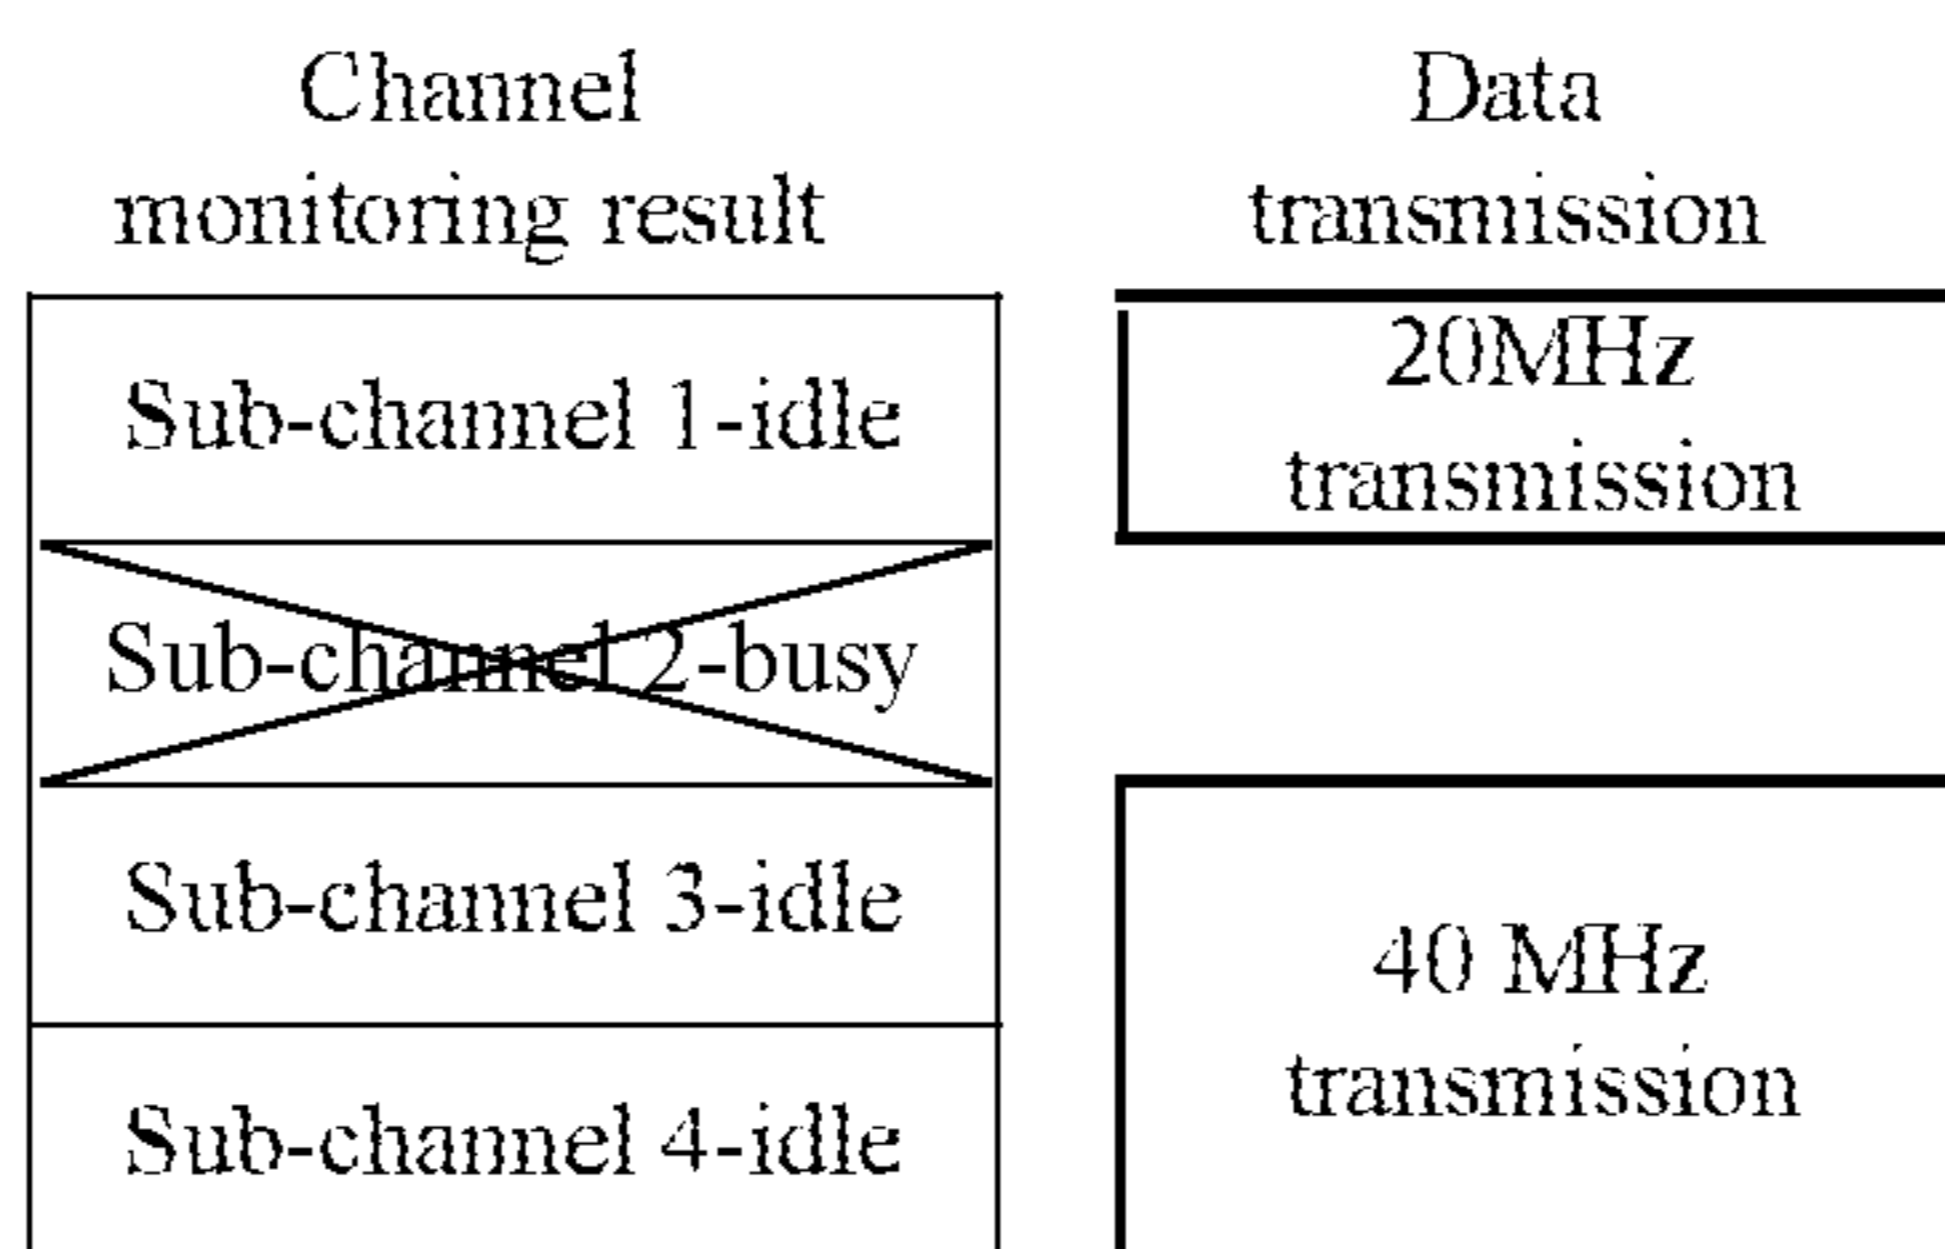 Channel
monitoring result
Sub-channel 1-idle
Sub-channel 2-busy
Sub-channel 3-idle
Sub-channel 4-idle
Data
transmission
20MHz
transmission
40 MHz
transmission